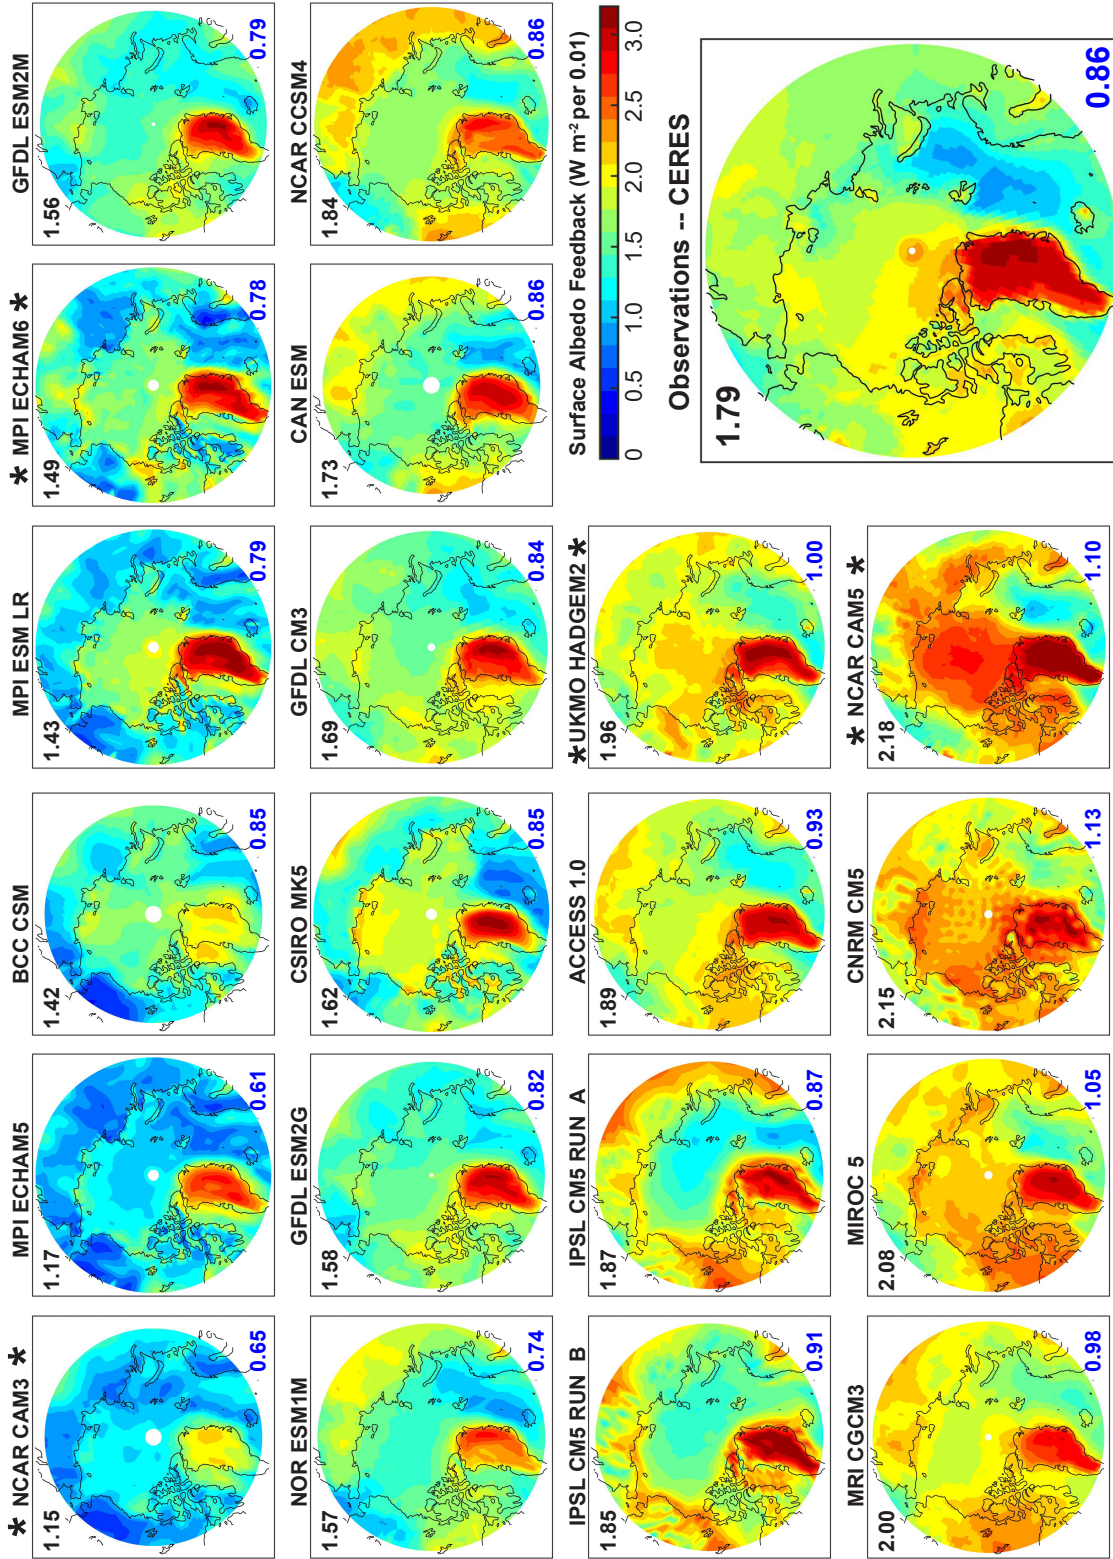 * NCAR CAM3 *
1.15
0.65
MPI ECHAM5
1.17
0.61
BCC CSM
1.42
0.85
MPI ESM LR
1.43
0.79
* MPI ECHAM6 *
1.49
0.78
GFDL ESM2M
1.56
0.79
NOR ESM1M
1.57
0.74
GFDL ESM2G
1.58
0.82
CSIRO MK5
1.62
0.85
GFDL CM3
1.69
0.84
CAN ESM
1.73
0.86
NCAR CCSM4
1.84
0.86
IPSL CM5 RUN B
1.85
0.91
IPSL CM5 RUN A
1.87
0.87
ACCESS 1.0
1.89
0.93
*UKMO HADGEM2 *
1.96
1.00
Surface Albedo Feedback (W m⁻² per 0.01)
0 0.5 1.0 1.5 2.0 2.5 3.0
MRI CGCM3
2.00
0.98
MIROC 5
2.08
1.05
CNRM CM5
2.15
1.13
* NCAR CAM5 *
2.18
1.10
Observations -- CERES
1.79
0.86